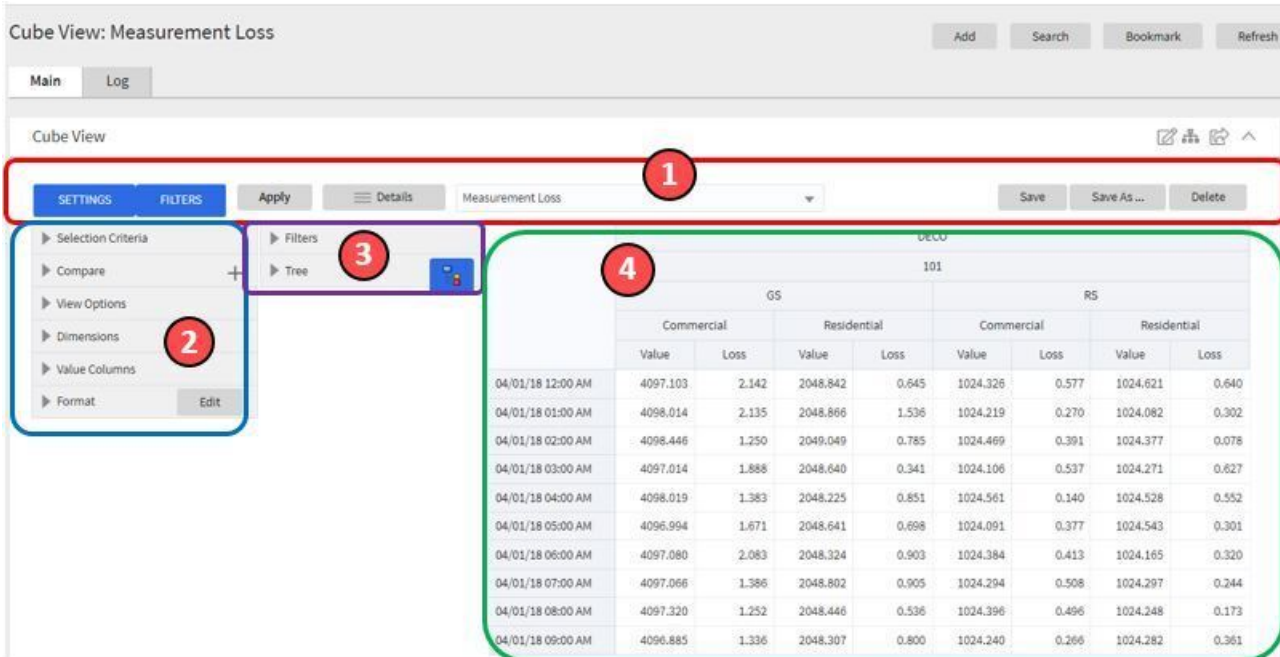 Cube View: Measurement Loss Add Search Bookmark Refresh
Main Log
Cube View
1
SETTINGS FILTERS Apply Details Measurement Loss Save Save As ... Delete
Selection Criteria Filters DECO
Compare + Tree 3 4 101
View Options GS RS
Dimensions 2 Commercial Residential Commercial Residential
Value Columns Value Loss Value Loss Value Loss Value Loss
Format Edit 04/01/18 12:00 AM 4097.103 2.142 2048.842 0.645 1024.326 0.577 1024.621 0.640
04/01/18 01:00 AM 4098.014 2.135 2048.866 1.536 1024.219 0.270 1024.082 0.302
04/01/18 02:00 AM 4098.446 1.250 2049.049 0.785 1024.469 0.391 1024.377 0.078
04/01/18 03:00 AM 4097.014 1.888 2048.640 0.341 1024.106 0.537 1024.271 0.627
04/01/18 04:00 AM 4098.019 1.383 2048.225 0.851 1024.561 0.140 1024.528 0.552
04/01/18 05:00 AM 4096.994 1.671 2048.641 0.698 1024.091 0.377 1024.543 0.301
04/01/18 06:00 AM 4097.080 2.083 2048.324 0.903 1024.384 0.413 1024.165 0.320
04/01/18 07:00 AM 4097.066 1.386 2048.802 0.905 1024.294 0.508 1024.297 0.244
04/01/18 08:00 AM 4097.320 1.252 2048.446 0.536 1024.396 0.496 1024.248 0.173
04/01/18 09:00 AM 4096.885 1.336 2048.307 0.800 1024.240 0.266 1024.282 0.361